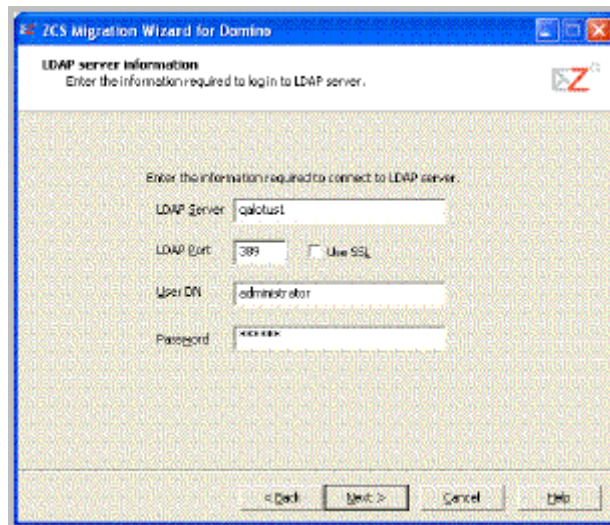 ZCS Migration Wizard for Domino
LDAP server information
Enter the information required to login to LDAP server.
Enter the information required to connect to LDAP server.
LDAP Server qalotus1
LDAP Port 389 Use SSL
User DN administrator
Password *******
< Back Next > Cancel Help